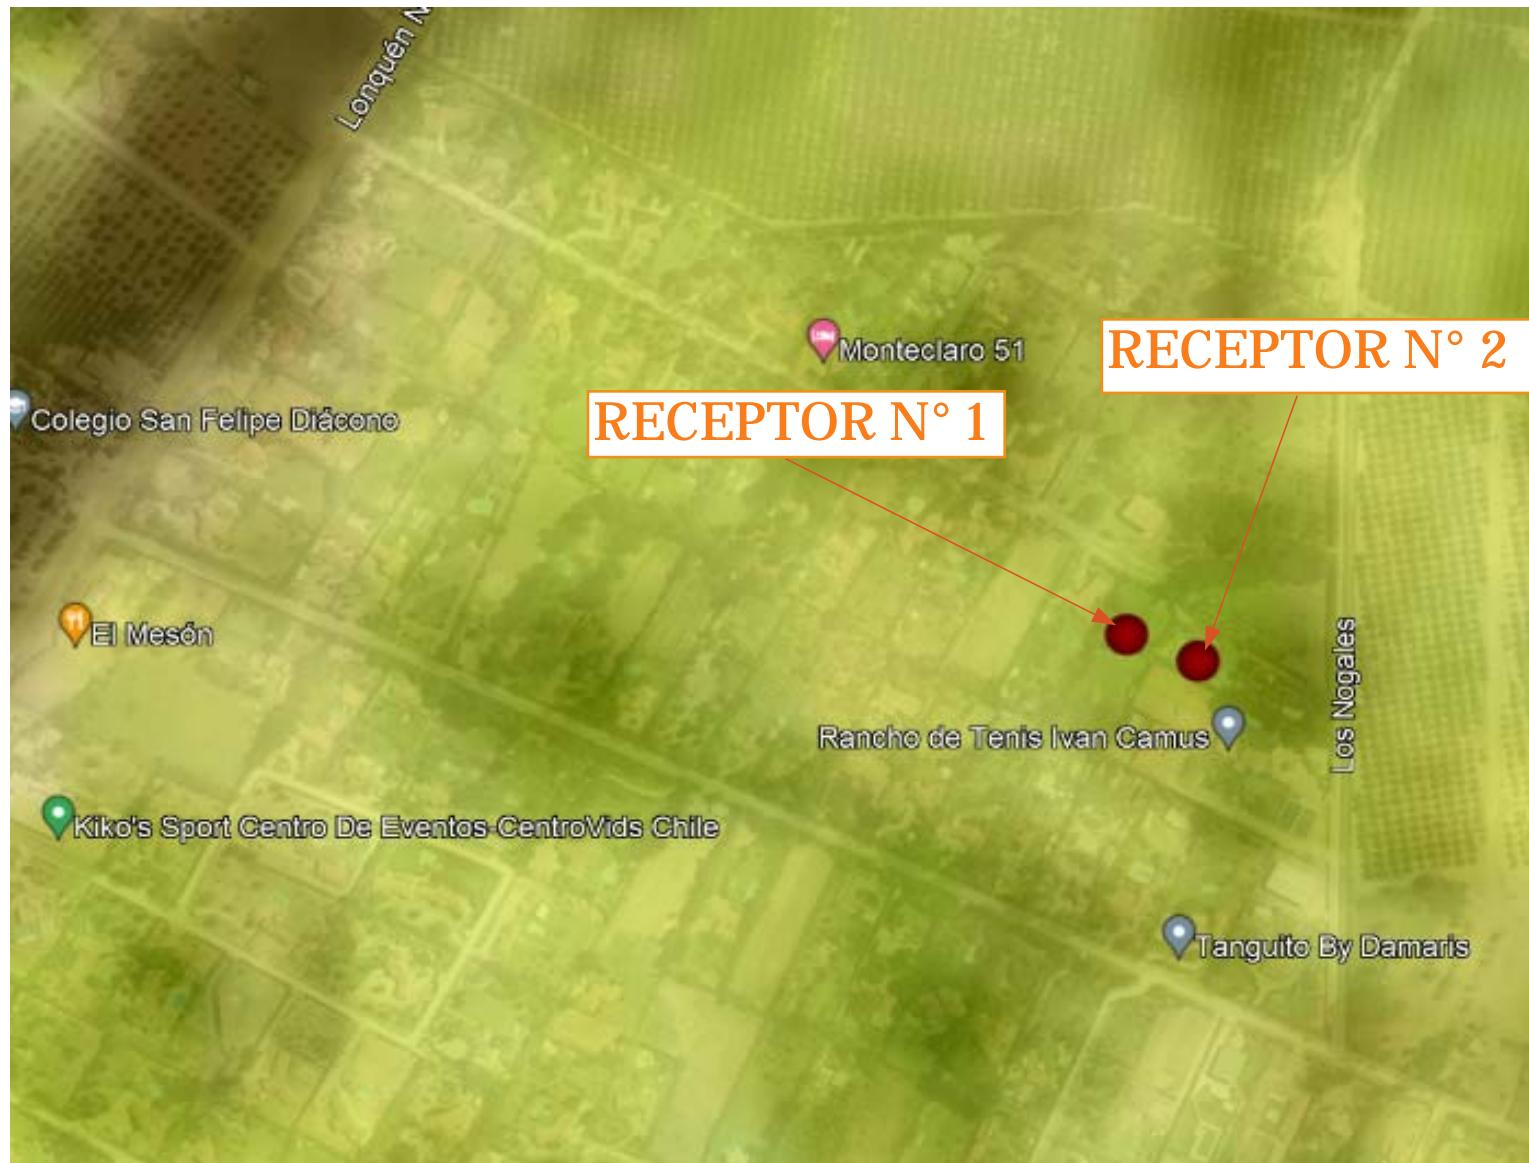 Lonquén N
Monteclaro 51
RECEPTOR N° 2
RECEPTOR N° 1
Colegio San Felipe Diácono
El Mesón
Los Nogales
Rancho de Tenis Ivan Camus
Kiko's Sport Centro De Eventos-CentroVids Chile
Tanguito By Damaris